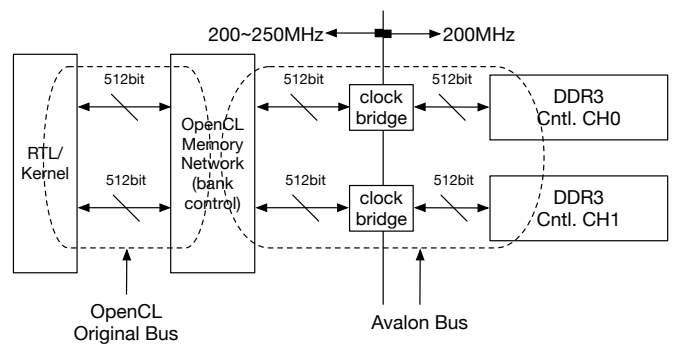 200~250MHz
200MHz
512bit
512bit
512bit
RTL/
Kernel
OpenCL
Memory
Network
(bank
control)
clock
bridge
DDR3
Cntl. CH0
512bit
512bit
512bit
clock
bridge
DDR3
Cntl. CH1
OpenCL
Original Bus
Avalon Bus